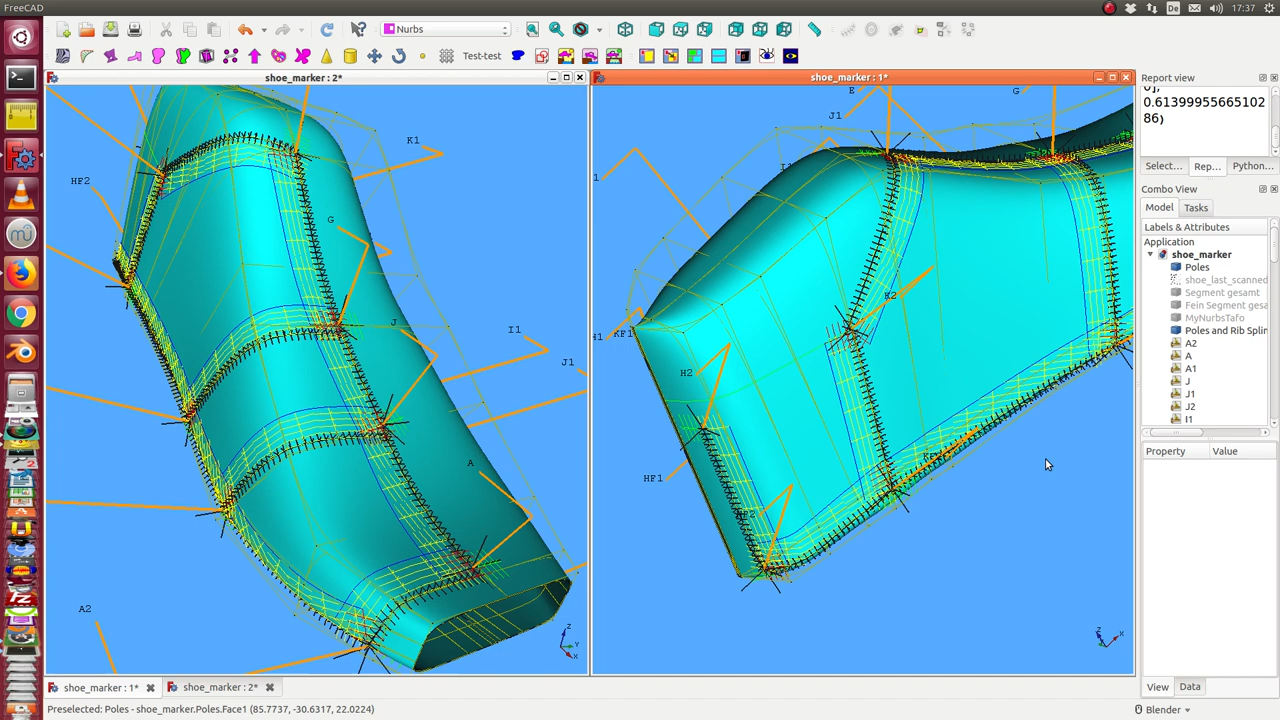 FreeCAD
De
17:37
Nurbs
Test-test
shoe_marker : 2*
shoe_marker : 1*
Report view
0.61399955665102
86)
Select...
Rep...
Python...
Combo View
Model
Tasks
Labels & Attributes
Application
shoe_marker
Poles
shoe_last_scanned
Segment gesamt
Fein Segment gesa
MyNurbsTafo
Poles and Rib Splin
A2
A
A1
J
J1
J2
I1
Property
Value
View
Data
K1
HF2
G
J
I1
J1
A
A2
Z
Y
X
E
G
J1
K2
KF1
H2
HF1
Z
X
shoe_marker : 1*
shoe_marker : 2*
Preselected: Poles - shoe_marker.Poles.Face1 (85.7737, -30.6317, 22.0224)
Blender